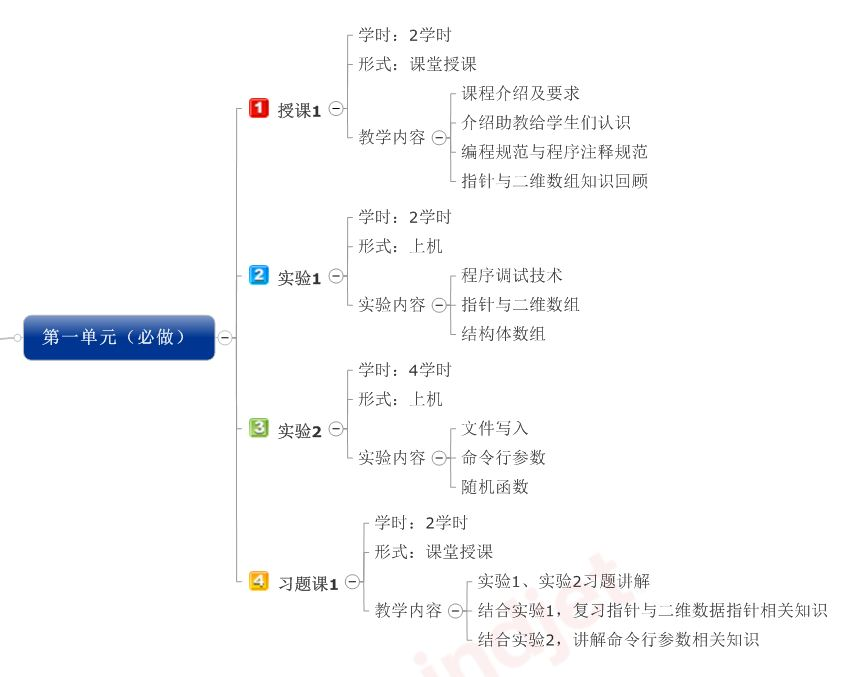 学时：2学时
形式：课堂授课
1 授课1
教学内容
课程介绍及要求
介绍助教给学生们认识
编程规范与程序注释规范
指针与二维数组知识回顾
学时：2学时
形式：上机
2 实验1
实验内容
程序调试技术
指针与二维数组
结构体数组
第一单元（必做）
学时：4学时
形式：上机
3 实验2
实验内容
文件写入
命令行参数
随机函数
学时：2学时
形式：课堂授课
4 习题课1
教学内容
实验1、实验2习题讲解
结合实验1，复习指针与二维数据指针相关知识
结合实验2，讲解命令行参数相关知识
indjet